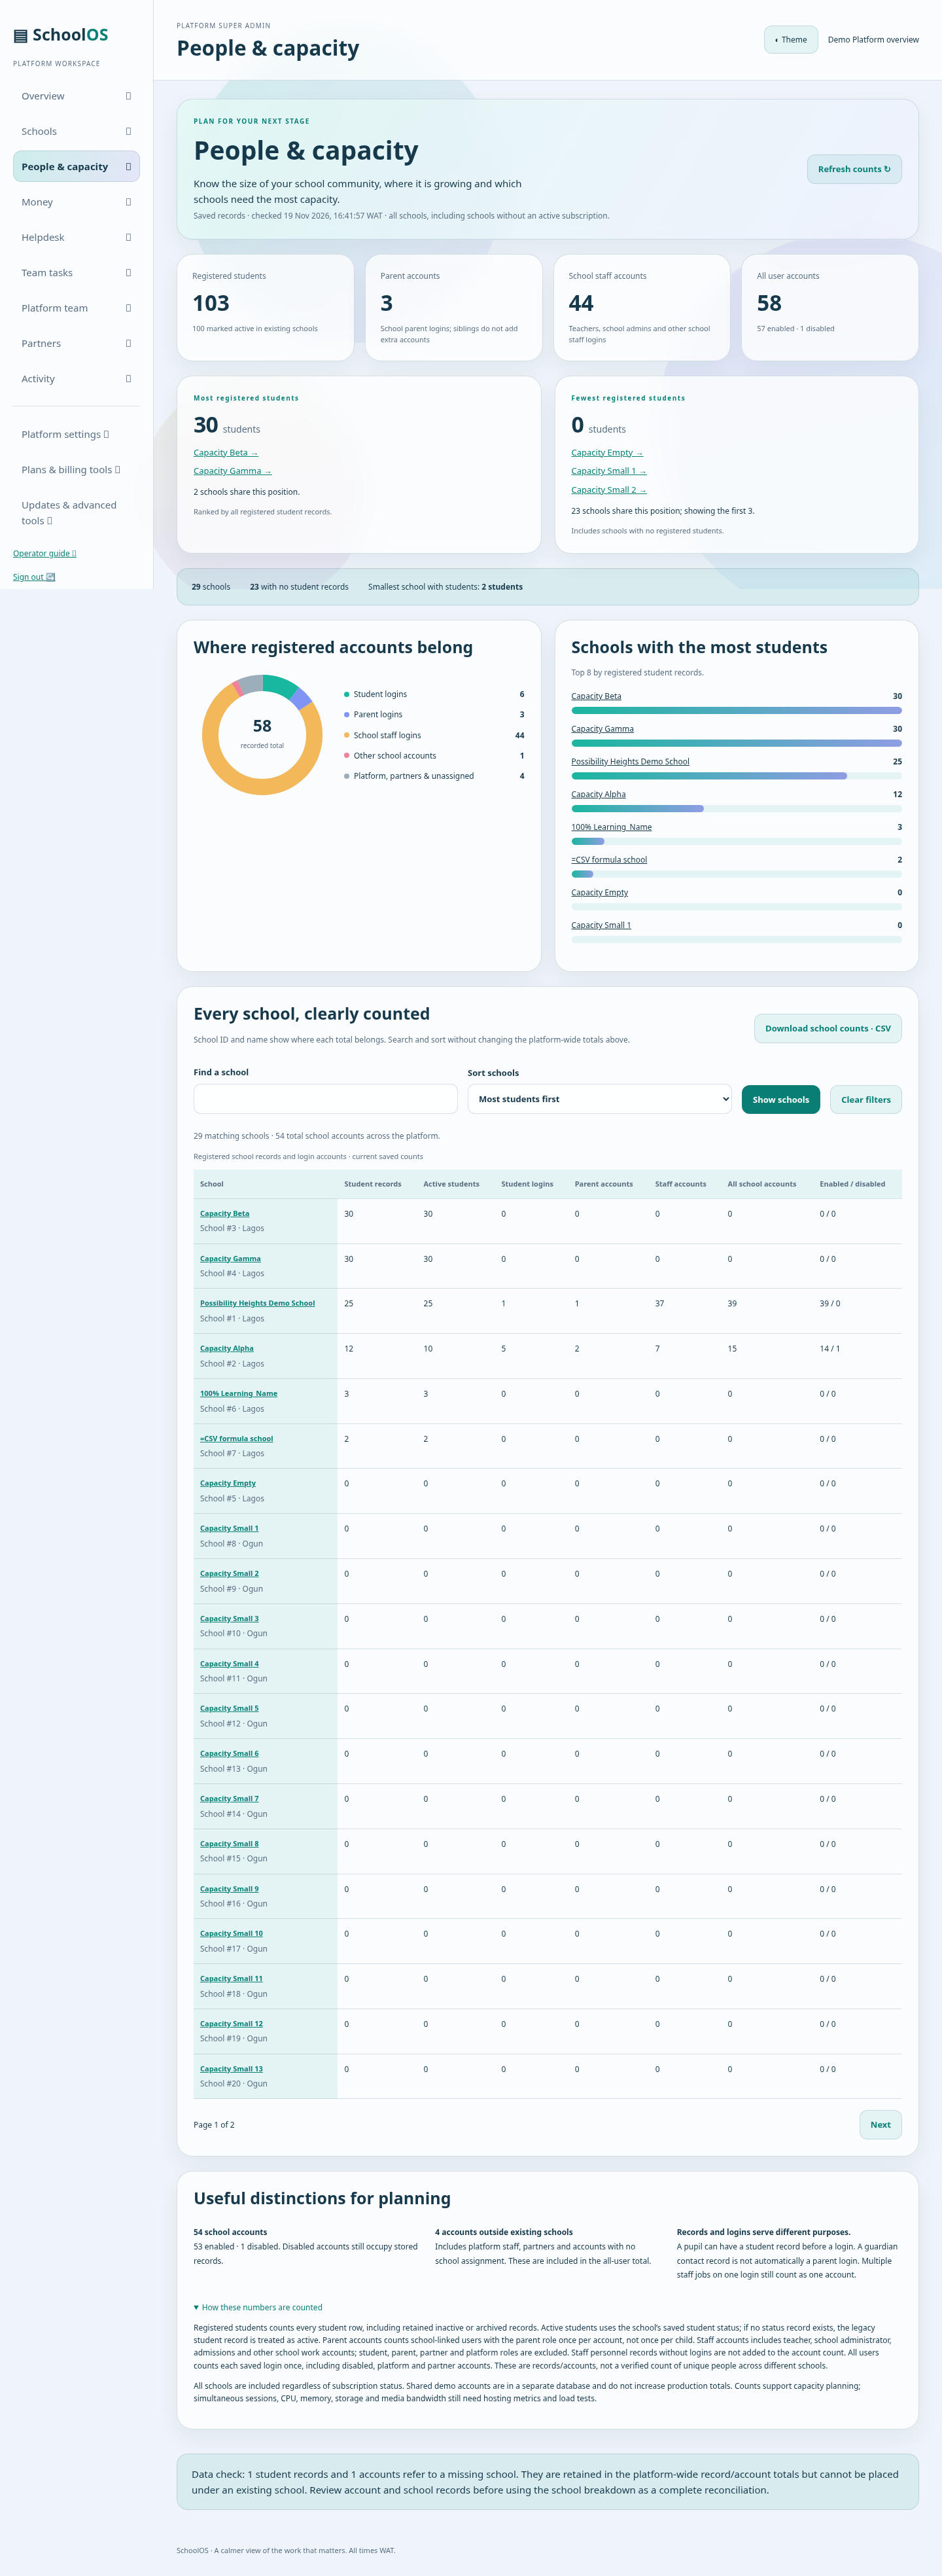 SchoolOS
PLATFORM WORKSPACE
Overview
Schools
People & capacity
Money
Helpdesk
Team tasks
Platform team
Partners
Activity
Platform settings
Plans & billing tools
Updates & advanced
tools
Operator guide
Sign out
PLATFORM SUPER ADMIN
People & capacity
Theme
Demo Platform overview
PLAN FOR YOUR NEXT STAGE
People & capacity
Know the size of your school community, where it is growing and which
schools need the most capacity.
Saved records · checked 19 Nov 2026, 16:41:57 WAT · all schools, including schools without an active subscription.
Refresh counts ↻
Registered students
103
100 marked active in existing schools
Parent accounts
3
School parent logins; siblings do not add
extra accounts
School staff accounts
44
Teachers, school admins and other school
staff logins
All user accounts
58
57 enabled · 1 disabled
Most registered students
30 students
Capacity Beta →
Capacity Gamma →
2 schools share this position.
Ranked by all registered student records.
Fewest registered students
0 students
Capacity Empty →
Capacity Small 1 →
Capacity Small 2 →
23 schools share this position; showing the first 3.
Includes schools with no registered students.
29 schools 23 with no student records Smallest school with students: 2 students
Where registered accounts belong
58
recorded total
Student logins 6
Parent logins 3
School staff logins 44
Other school accounts 1
Platform, partners & unassigned 4
Schools with the most students
Top 8 by registered student records.
Capacity Beta 30
Capacity Gamma 30
Possibility Heights Demo School 25
Capacity Alpha 12
100% Learning_Name 3
=CSV formula school 2
Capacity Empty 0
Capacity Small 1 0
Every school, clearly counted
School ID and name show where each total belongs. Search and sort without changing the platform-wide totals above.
Download school counts · CSV
Find a school
Sort schools
Most students first
Show schools
Clear filters
29 matching schools · 54 total school accounts across the platform.
Registered school records and login accounts · current saved counts
School Student records Active students Student logins Parent accounts Staff accounts All school accounts Enabled / disabled
Capacity Beta 30 30 0 0 0 0 0 / 0
School #3 · Lagos
Capacity Gamma 30 30 0 0 0 0 0 / 0
School #4 · Lagos
Possibility Heights Demo School 25 25 1 1 37 39 39 / 0
School #1 · Lagos
Capacity Alpha 12 10 5 2 7 15 14 / 1
School #2 · Lagos
100% Learning_Name 3 3 0 0 0 0 0 / 0
School #6 · Lagos
=CSV formula school 2 2 0 0 0 0 0 / 0
School #7 · Lagos
Capacity Empty 0 0 0 0 0 0 0 / 0
School #5 · Lagos
Capacity Small 1 0 0 0 0 0 0 0 / 0
School #8 · Ogun
Capacity Small 2 0 0 0 0 0 0 0 / 0
School #9 · Ogun
Capacity Small 3 0 0 0 0 0 0 0 / 0
School #10 · Ogun
Capacity Small 4 0 0 0 0 0 0 0 / 0
School #11 · Ogun
Capacity Small 5 0 0 0 0 0 0 0 / 0
School #12 · Ogun
Capacity Small 6 0 0 0 0 0 0 0 / 0
School #13 · Ogun
Capacity Small 7 0 0 0 0 0 0 0 / 0
School #14 · Ogun
Capacity Small 8 0 0 0 0 0 0 0 / 0
School #15 · Ogun
Capacity Small 9 0 0 0 0 0 0 0 / 0
School #16 · Ogun
Capacity Small 10 0 0 0 0 0 0 0 / 0
School #17 · Ogun
Capacity Small 11 0 0 0 0 0 0 0 / 0
School #18 · Ogun
Capacity Small 12 0 0 0 0 0 0 0 / 0
School #19 · Ogun
Capacity Small 13 0 0 0 0 0 0 0 / 0
School #20 · Ogun
Page 1 of 2
Next
Useful distinctions for planning
54 school accounts
53 enabled · 1 disabled. Disabled accounts still occupy stored
records.
4 accounts outside existing schools
Includes platform staff, partners and accounts with no
school assignment. These are included in the all-user total.
Records and logins serve different purposes.
A pupil can have a student record before a login. A guardian
contact record is not automatically a parent login. Multiple
staff jobs on one login still count as one account.
▼ How these numbers are counted
Registered students counts every student row, including retained inactive or archived records. Active students uses the school's saved student status; if no status record exists, the legacy
student record is treated as active. Parent accounts counts school-linked users with the parent role once per account, not once per child. Staff accounts includes teacher, school administrator,
admissions and other school work accounts; student, parent, partner and platform roles are excluded. Staff personnel records without logins are not added to the account count. All users
counts each saved login once, including disabled, platform and partner accounts. These are records/accounts, not a verified count of unique people across different schools.
All schools are included regardless of subscription status. Shared demo accounts are in a separate database and do not increase production totals. Counts support capacity planning;
simultaneous sessions, CPU, memory, storage and media bandwidth still need hosting metrics and load tests.
Data check: 1 student records and 1 accounts refer to a missing school. They are retained in the platform-wide record/account totals but cannot be placed
under an existing school. Review account and school records before using the school breakdown as a complete reconciliation.
SchoolOS · A calmer view of the work that matters. All times WAT.